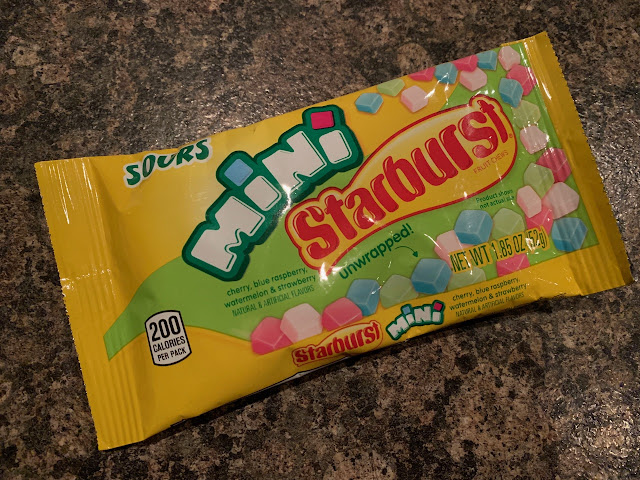 SOURS
MiNi
Starburst
FRUIT CHEWS
Product shown
not actual size
unwrapped!
cherry, blue raspberry,
watermelon & strawberry
NATURAL & ARTIFICIAL FLAVORS
NET WT 1.85 OZ (52g)
200
CALORIES
PER PACK
Starburst
MiNi
cherry, blue raspberry,
watermelon & strawberry
NATURAL & ARTIFICIAL FLAVORS